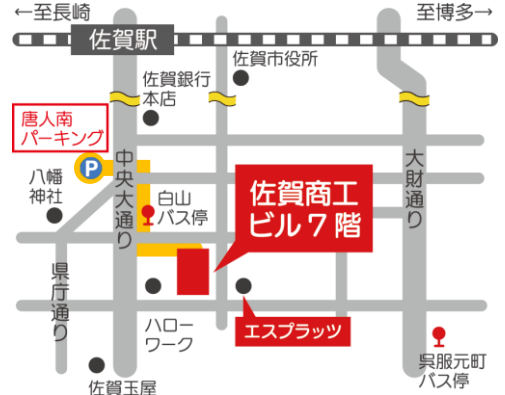 ←至長崎
至博多→
佐賀駅
佐賀市役所
佐賀銀行
本店
唐人南
パーキング
P
八幡
神社
中央大通り
白山
バス停
佐賀商工
ビル7階
大財通り
県庁通り
ハロー
ワーク
エスプラッツ
呉服元町
バス停
佐賀玉屋